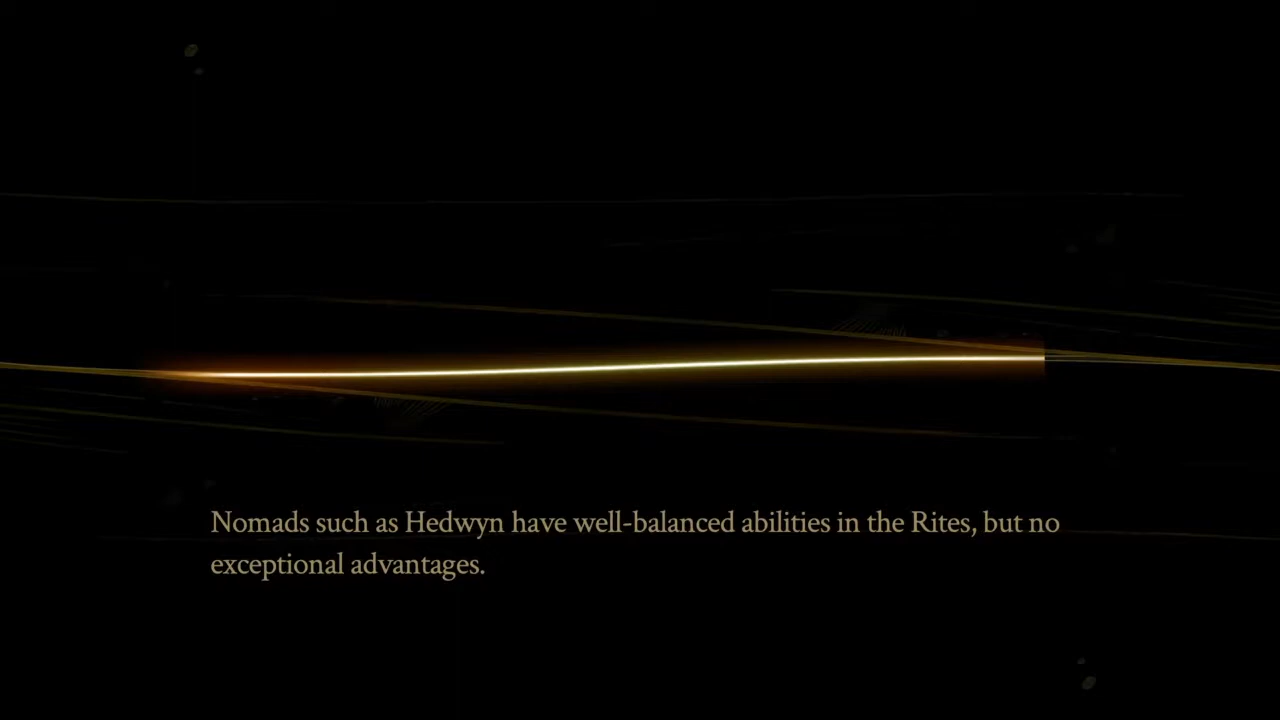 Nomads such as Hedwyn have well-balanced abilities in the Rites, but no
exceptional advantages.